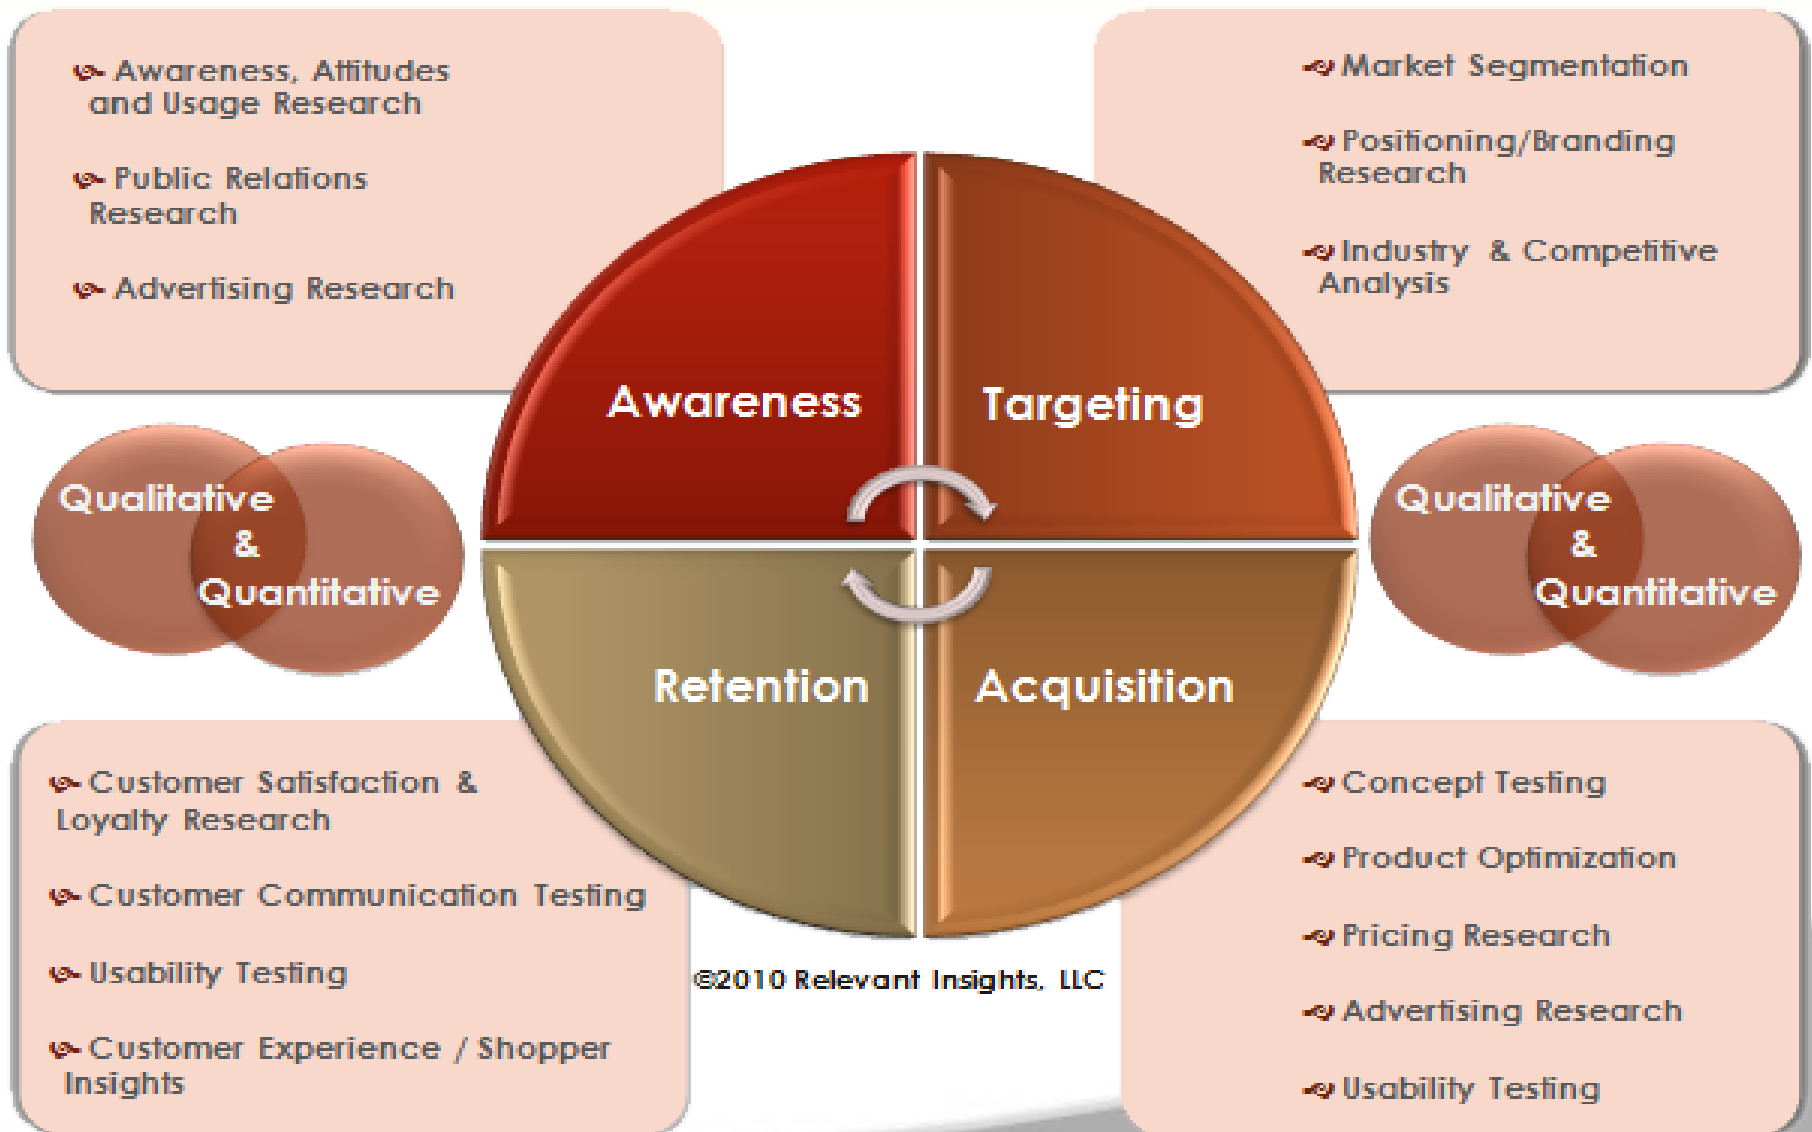 Awareness, Attitudes
and Usage Research
Public Relations
Research
Advertising Research
Market Segmentation
Positioning/Branding
Research
Industry & Competitive
Analysis
Awareness
Targeting
Qualitative
&
Quantitative
Qualitative
&
Quantitative
Retention
Acquisition
Customer Satisfaction &
Loyalty Research
Customer Communication Testing
Usability Testing
Customer Experience / Shopper
Insights
©2010 Relevant Insights, LLC
Concept Testing
Product Optimization
Pricing Research
Advertising Research
Usability Testing